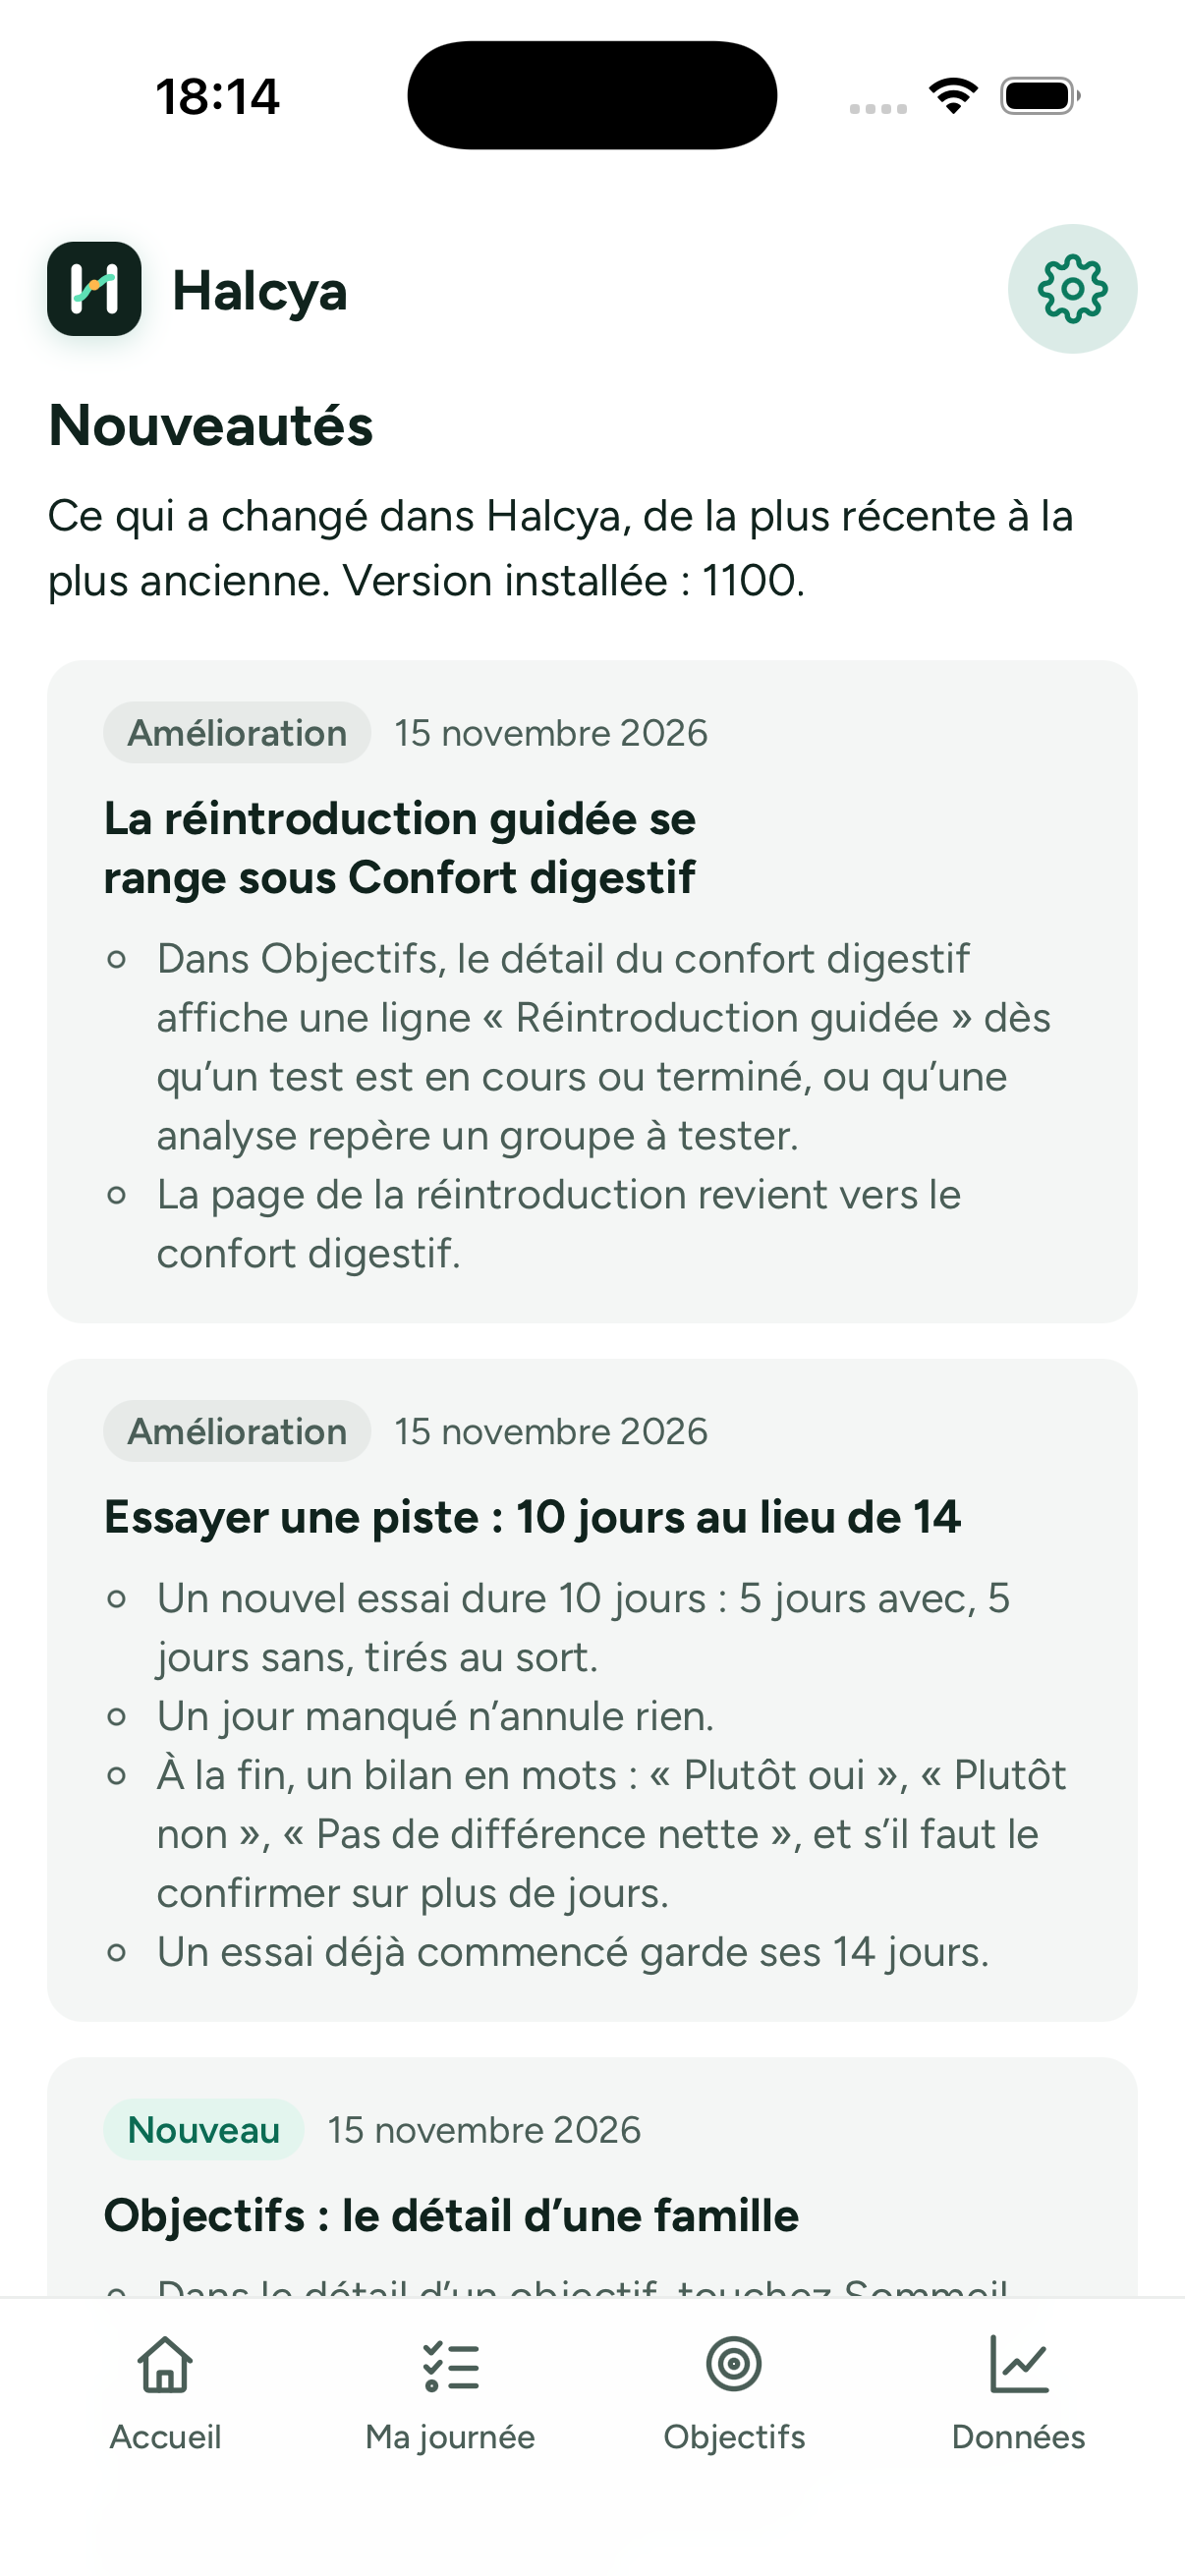 18:14
Halcya
Nouveautés
Ce qui a changé dans Halcya, de la plus récente à la
plus ancienne. Version installée : 1100.
Amélioration 15 novembre 2026
La réintroduction guidée se
range sous Confort digestif
Dans Objectifs, le détail du confort digestif
affiche une ligne « Réintroduction guidée » dès
qu’un test est en cours ou terminé, ou qu’une
analyse repère un groupe à tester.
La page de la réintroduction revient vers le
confort digestif.
Amélioration 15 novembre 2026
Essayer une piste : 10 jours au lieu de 14
Un nouvel essai dure 10 jours : 5 jours avec, 5
jours sans, tirés au sort.
Un jour manqué n’annule rien.
À la fin, un bilan en mots : « Plutôt oui », « Plutôt
non », « Pas de différence nette », et s’il faut le
confirmer sur plus de jours.
Un essai déjà commencé garde ses 14 jours.
Nouveau 15 novembre 2026
Objectifs : le détail d’une famille
Dans le détail d’un objectif, touchez Sommeil
Accueil
Ma journée
Objectifs
Données